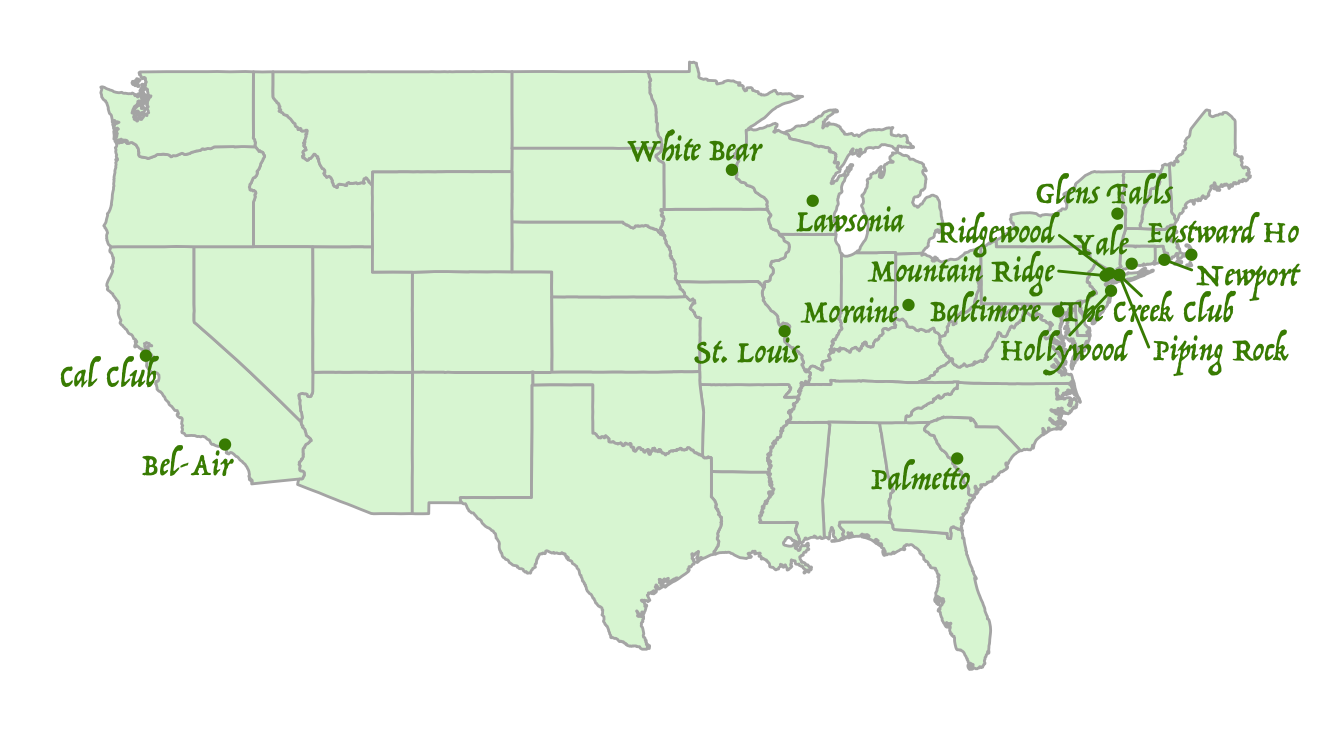 White Bear
Glens Falls
Lawsonia
Ridgewood
Yale
Eastward Ho
Mountain Ridge
Newport
Moraine
Baltimore
The Creek Club
St. Louis
Hollywood
Piping Rock
Cal Club
Bel-Air
Palmetto